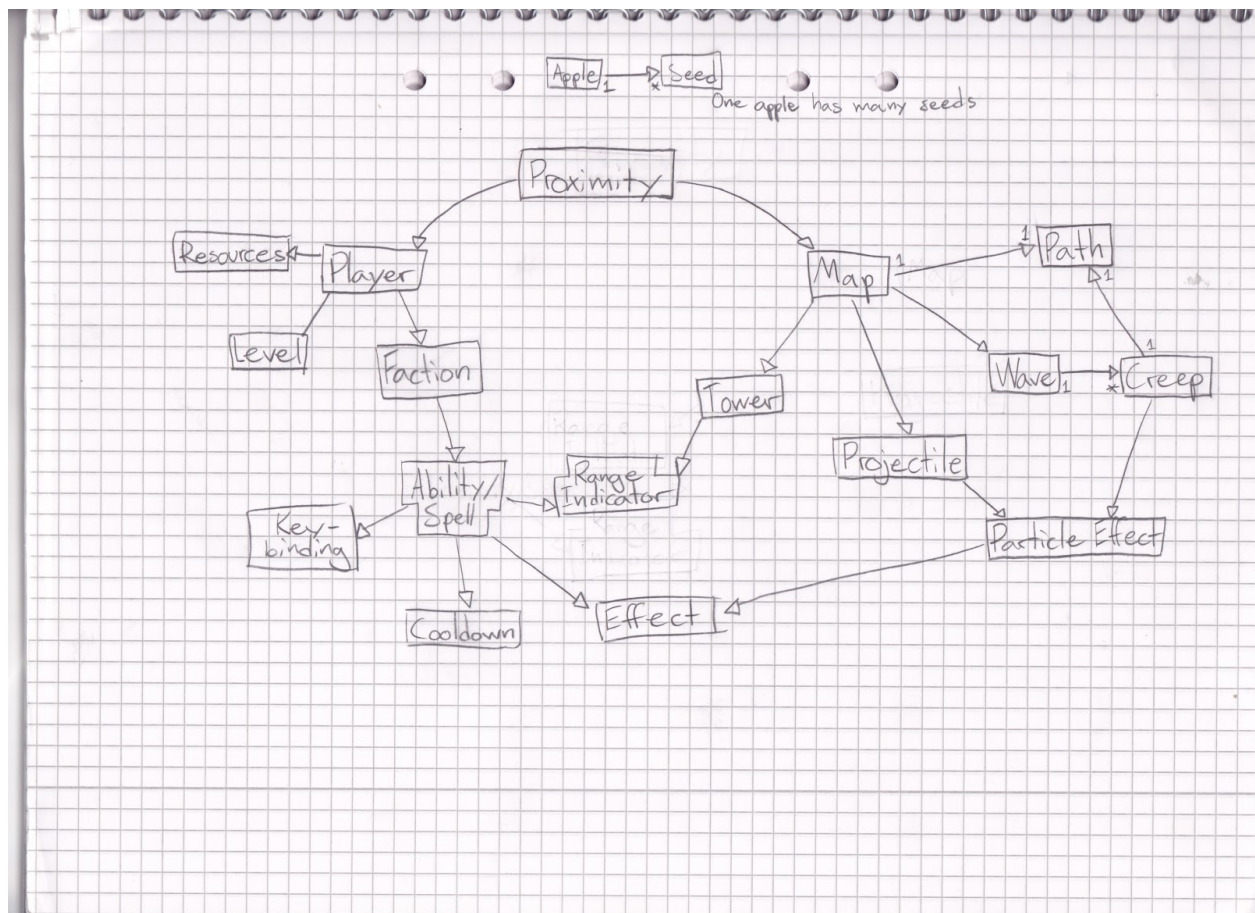 Apple 1 * Seed
One apple has many seeds
Proximity
Resources
Player
Map 1
1 Path
1
Level
Faction
Tower
Wave 1
1
* Creep
Ability/
Spell
Range
Indicator
Projectile
Key-
binding
Particle Effect
Cooldown
Effect